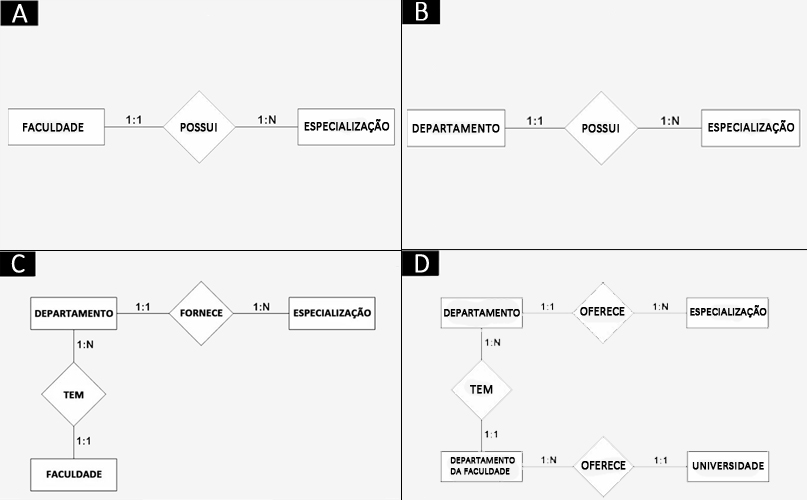 A
FACULDADE
1:1
POSSUI
1:N
ESPECIALIZAÇÃO
B
DEPARTAMENTO
1:1
POSSUI
1:N
ESPECIALIZAÇÃO
C
DEPARTAMENTO
1:1
FORNECE
1:N
ESPECIALIZAÇÃO
1:N
TEM
1:1
FACULDADE
D
DEPARTAMENTO
1:1
OFERECE
1:N
ESPECIALIZAÇÃO
1:N
TEM
1:1
DEPARTAMENTO
DA FACULDADE
1:N
OFERECE
1:1
UNIVERSIDADE